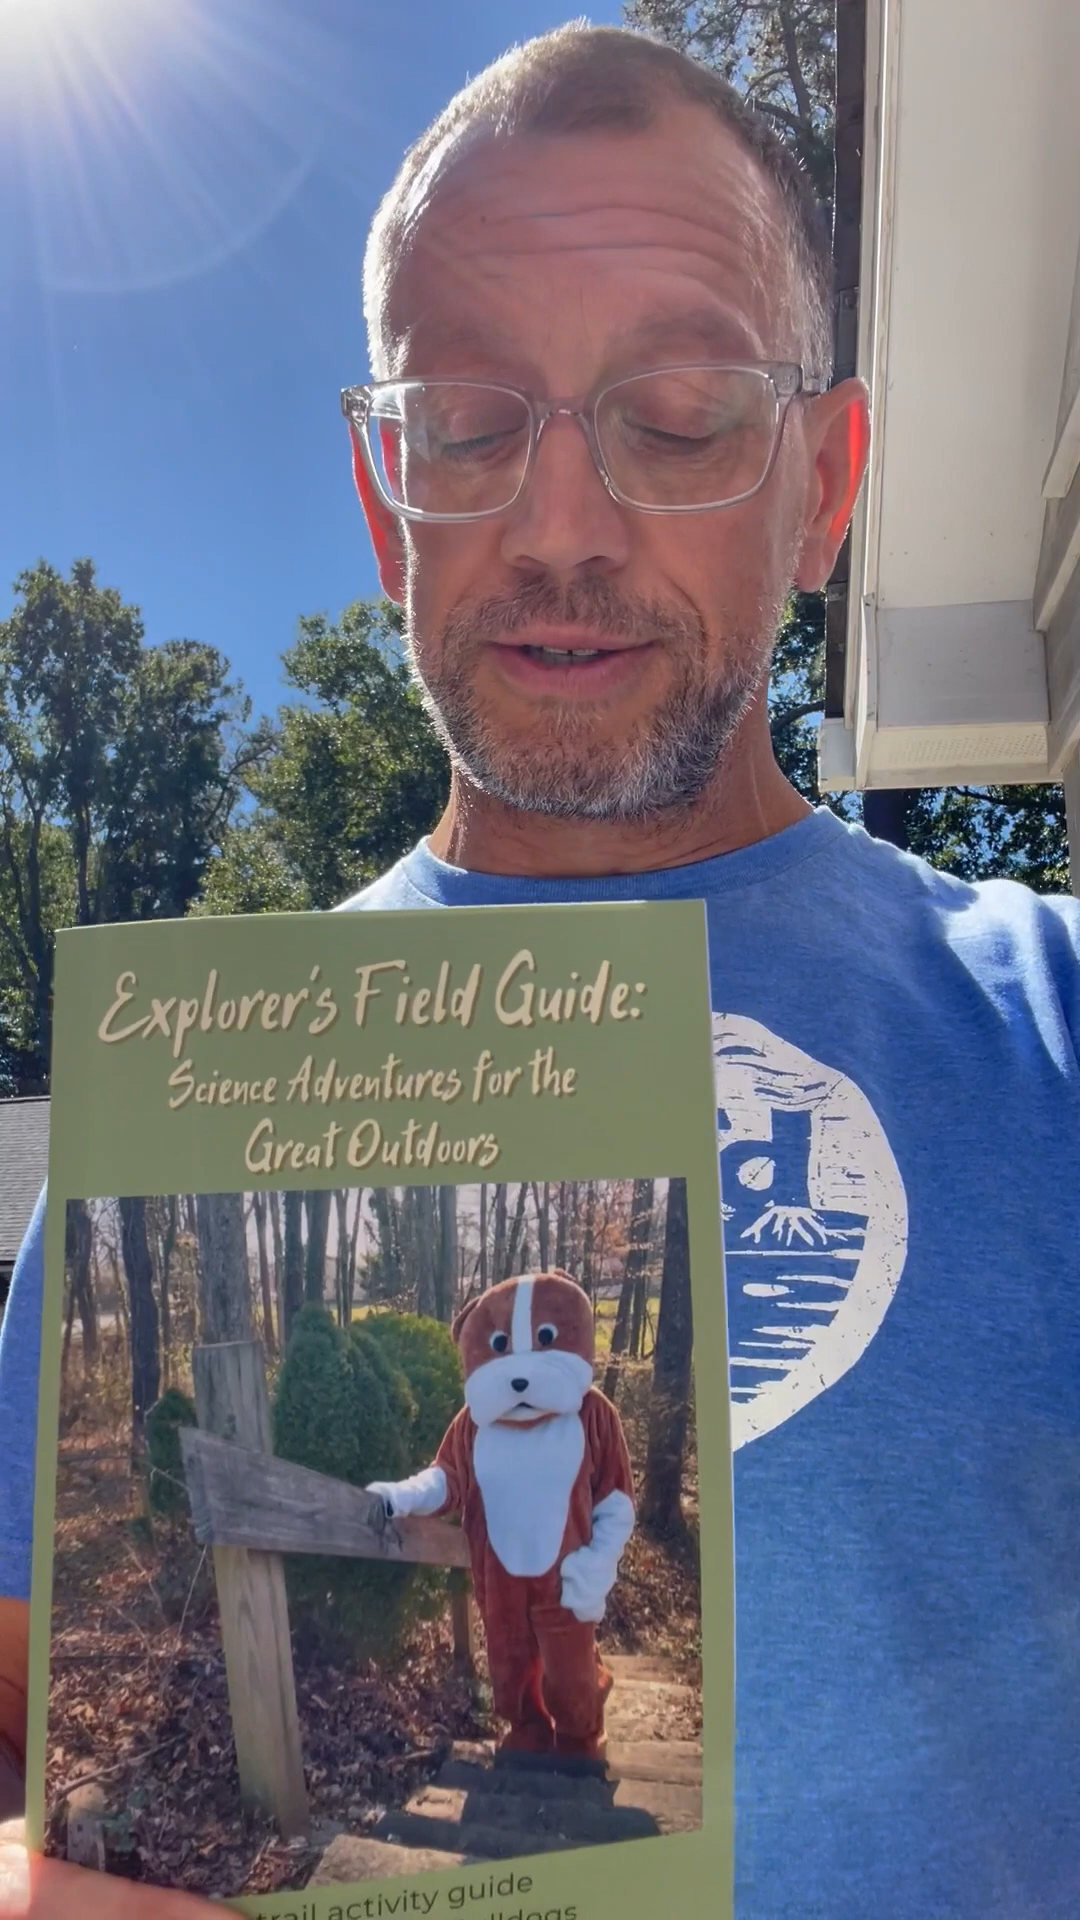 Explorer's Field Guide:
Science Adventures for the
Great Outdoors
trail activity guide